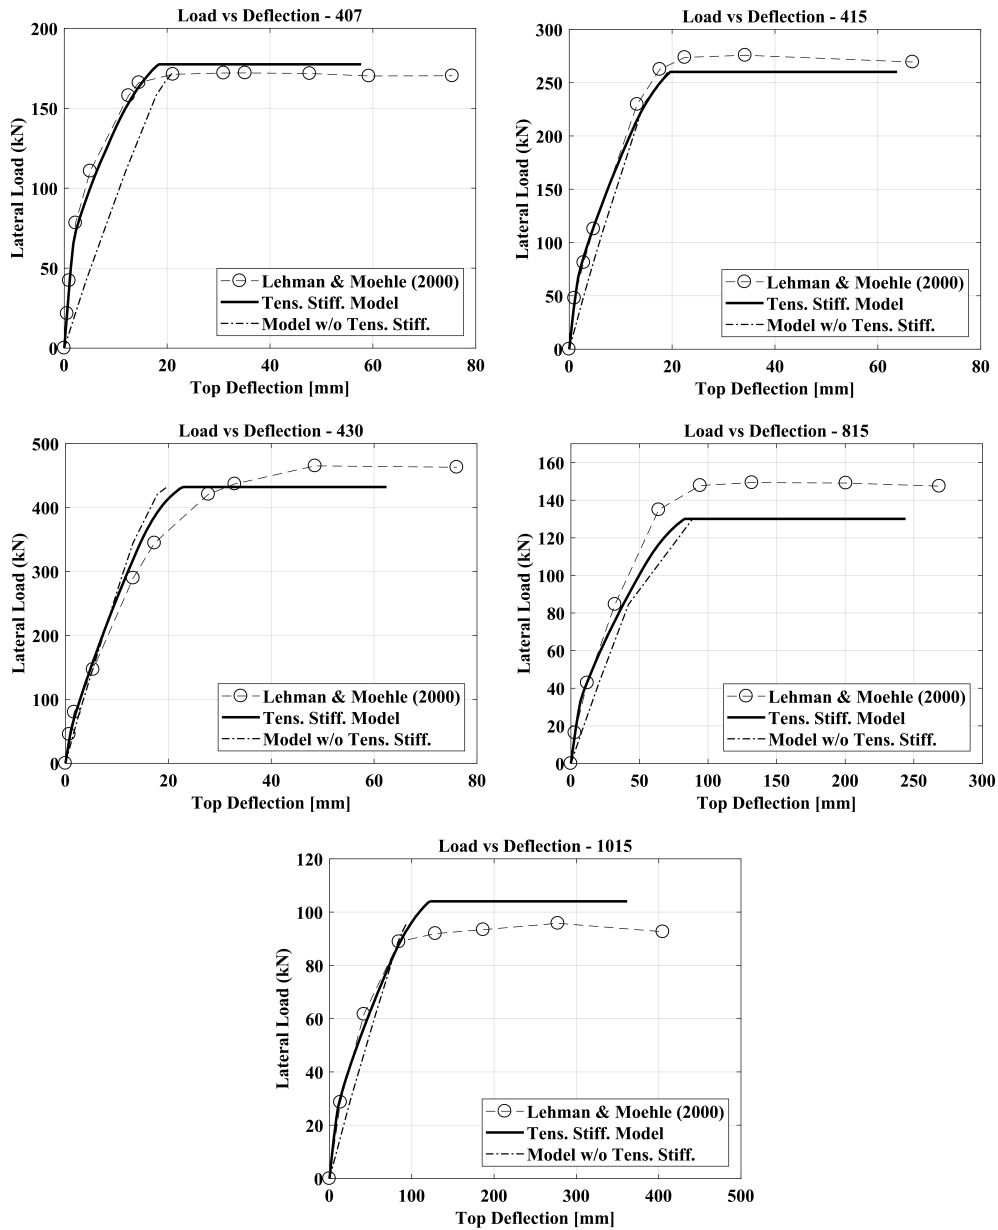 Load vs Deflection - 407
200
150
100
50
0
Lateral Load (kN)
Lehman & Moehle (2000)
Tens. Stiff. Model
Model w/o Tens. Stiff.
0 20 40 60 80
Top Deflection [mm]
Load vs Deflection - 415
300
250
200
150
100
50
0
Lateral Load (kN)
Lehman & Moehle (2000)
Tens. Stiff. Model
Model w/o Tens. Stiff.
0 20 40 60 80
Top Deflection [mm]
Load vs Deflection - 430
500
400
300
200
100
0
Lateral Load (kN)
Lehman & Moehle (2000)
Tens. Stiff. Model
Model w/o Tens. Stiff.
0 20 40 60 80
Top Deflection [mm]
Load vs Deflection - 815
160
140
120
100
80
60
40
20
0
Lateral Load (kN)
Lehman & Moehle (2000)
Tens. Stiff. Model
Model w/o Tens. Stiff.
0 50 100 150 200 250 300
Top Deflection [mm]
Load vs Deflection - 1015
120
100
80
60
40
20
0
Lateral Load (kN)
Lehman & Moehle (2000)
Tens. Stiff. Model
Model w/o Tens. Stiff.
0 100 200 300 400 500
Top Deflection [mm]